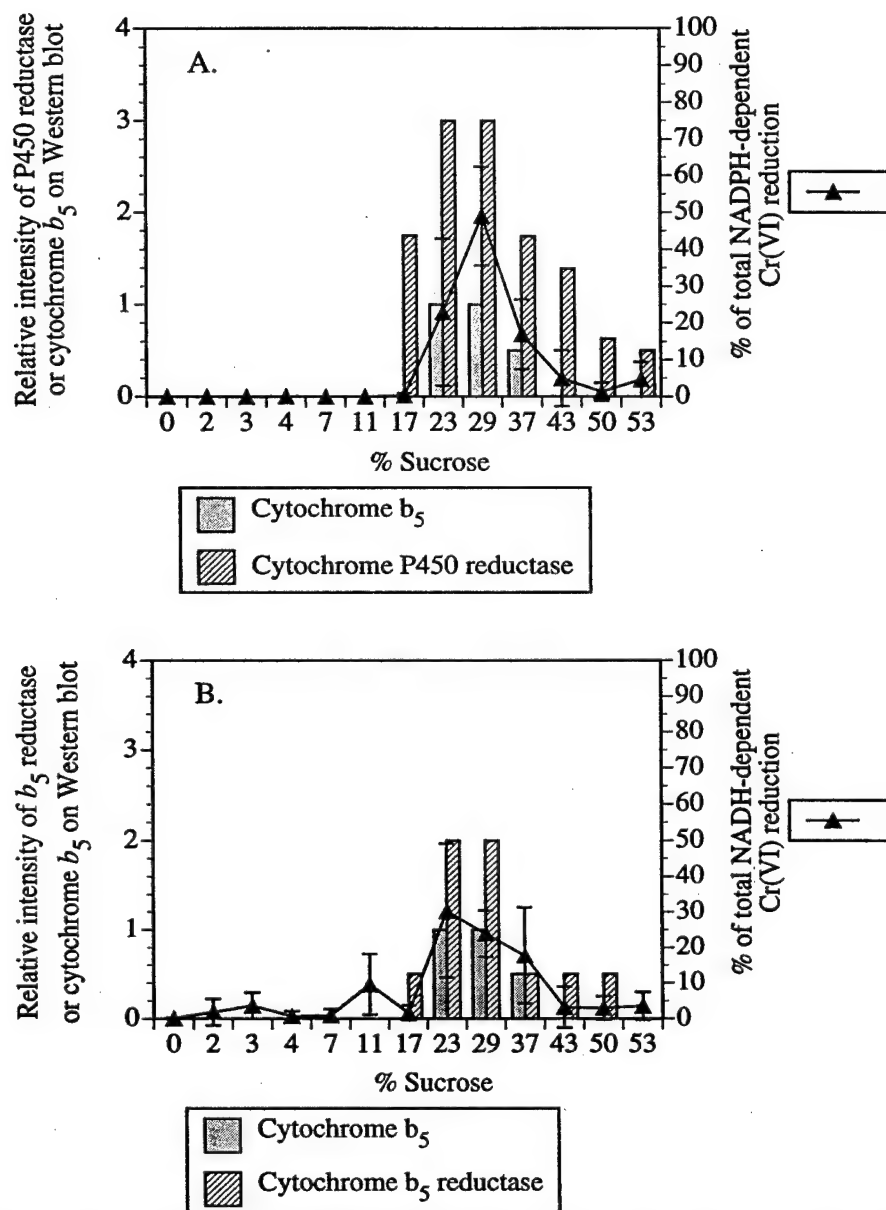 A.
Relative intensity of P450 reductase
or cytochrome b5 on Western blot
4
3
2
1
0
100
90
80
70
60
50
40
30
20
10
0
% of total NADPH-dependent
Cr(VI) reduction
0 2 3 4 7 11 17 23 29 37 43 50 53
% Sucrose
Cytochrome b5
Cytochrome P450 reductase
B.
Relative intensity of b5 reductase
or cytochrome b5 on Western blot
4
3
2
1
0
100
90
80
70
60
50
40
30
20
10
0
% of total NADH-dependent
Cr(VI) reduction
0 2 3 4 7 11 17 23 29 37 43 50 53
% Sucrose
Cytochrome b5
Cytochrome b5 reductase